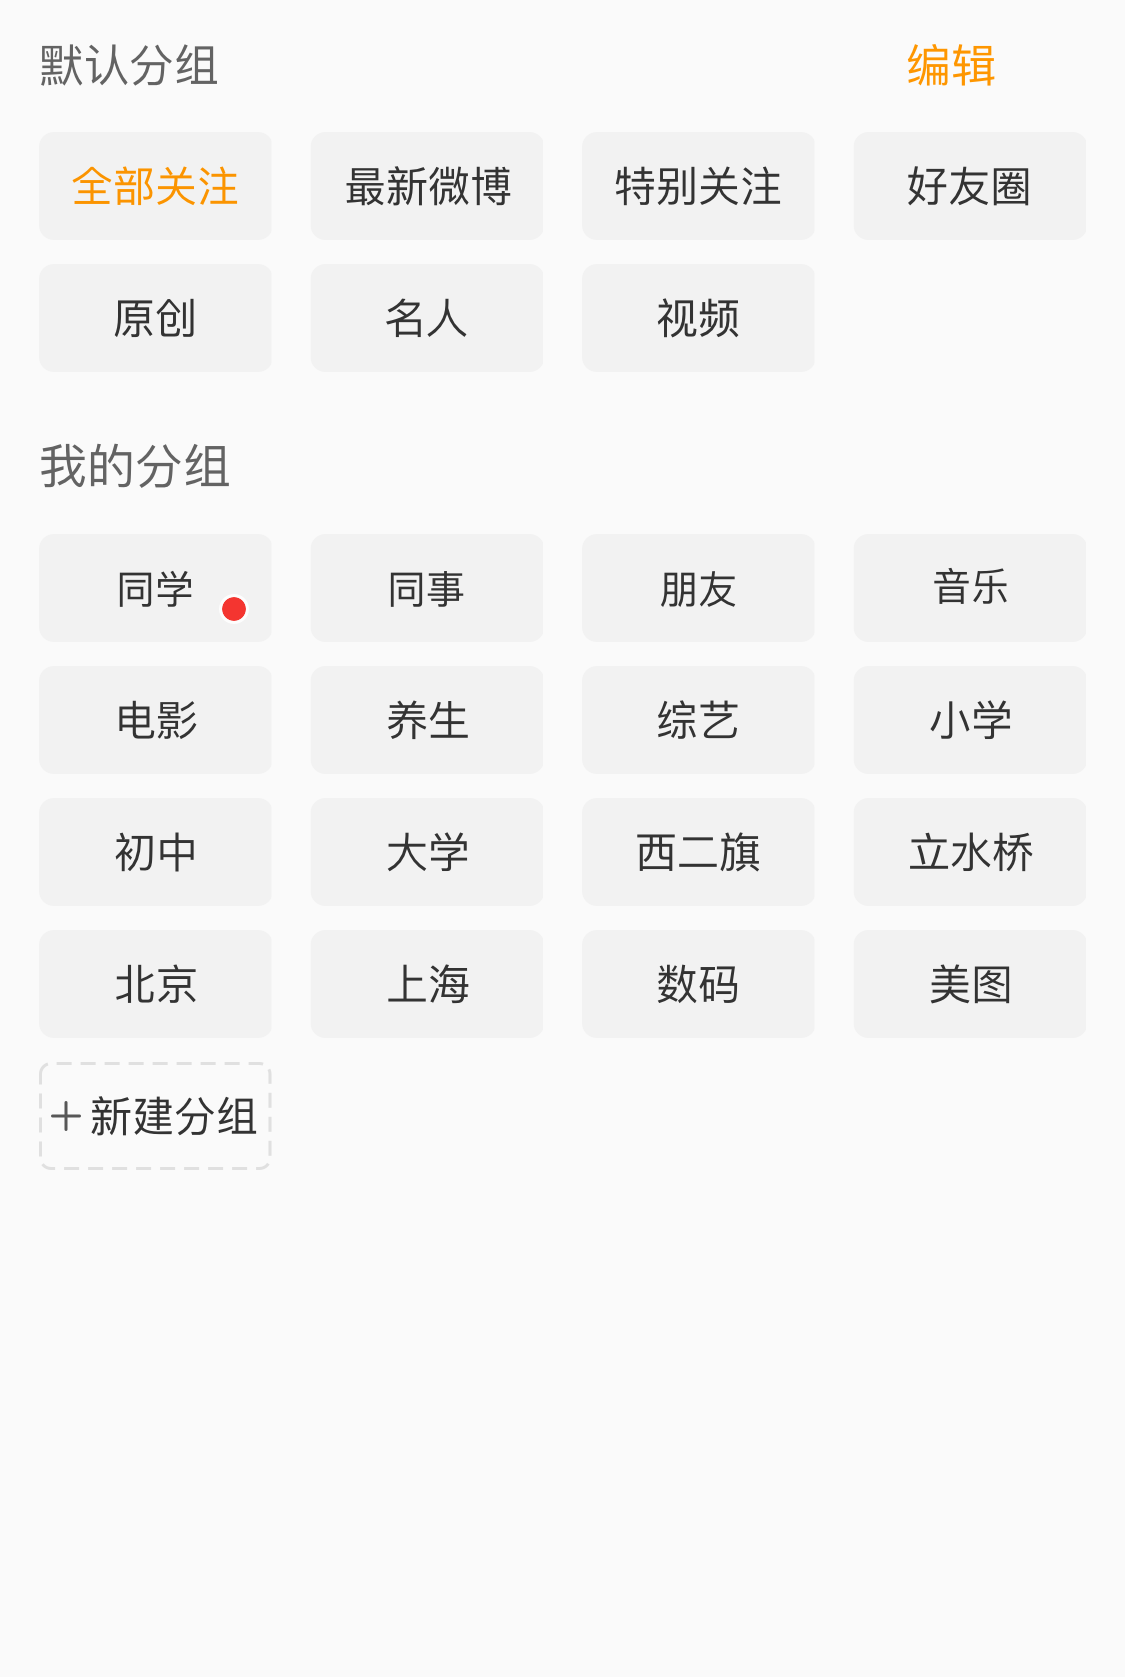 默认分组 编辑
全部关注 最新微博 特别关注 好友圈
原创 名人 视频
我的分组
同学 同事 朋友 音乐
电影 养生 综艺 小学
初中 大学 西二旗 立水桥
北京 上海 数码 美图
+ 新建分组